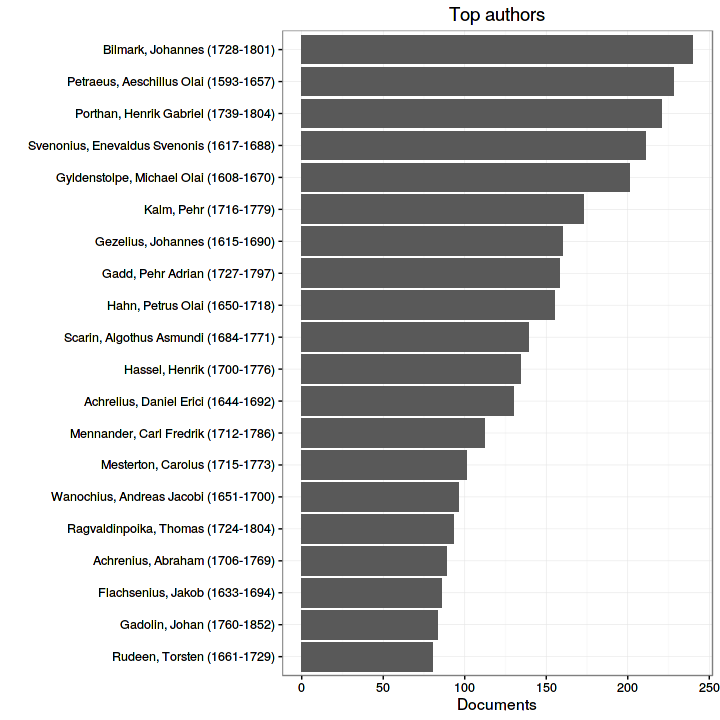 Top authors
Bilmark, Johannes (1728-1801)
Petraeus, Aeschillus Olai (1593-1657)
Porthan, Henrik Gabriel (1739-1804)
Svenonius, Enevaldus Svenonis (1617-1688)
Gyldenstolpe, Michael Olai (1608-1670)
Kalm, Pehr (1716-1779)
Gezelius, Johannes (1615-1690)
Gadd, Pehr Adrian (1727-1797)
Hahn, Petrus Olai (1650-1718)
Scarin, Algothus Asmundi (1684-1771)
Hassel, Henrik (1700-1776)
Achrelius, Daniel Erici (1644-1692)
Mennander, Carl Fredrik (1712-1786)
Mesterton, Carolus (1715-1773)
Wanochius, Andreas Jacobi (1651-1700)
Ragvaldinpoika, Thomas (1724-1804)
Achrenius, Abraham (1706-1769)
Flachsenius, Jakob (1633-1694)
Gadolin, Johan (1760-1852)
Rudeen, Torsten (1661-1729)
0 50 100 150 200 250
Documents